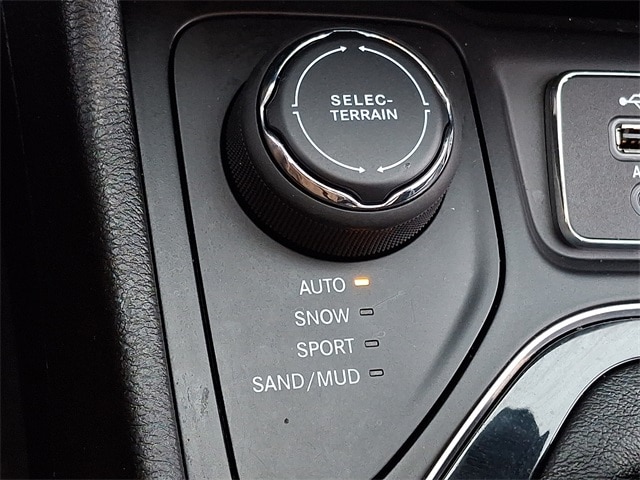 SELEC-
TERRAIN
AUTO
SNOW
SPORT
SAND/MUD